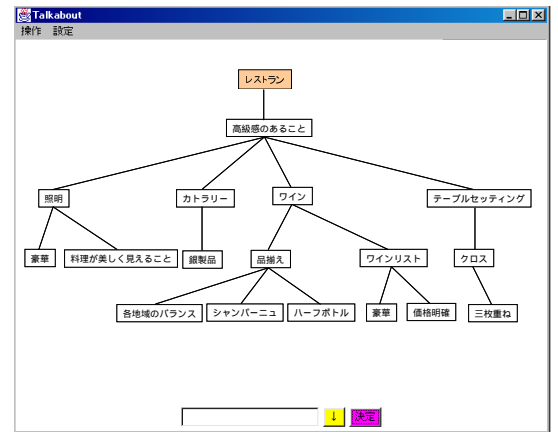 Talkabout
操作 設定
レストラン
高級感のあること
照明 カトラリー ワイン テーブルセッティング
豪華 料理が美しく見えること 銀製品 品揃え ワインリスト クロス
各地域のバランス シャンパーニュ ハーフボトル 豪華 価格明確 三枚重ね
↓ 決定